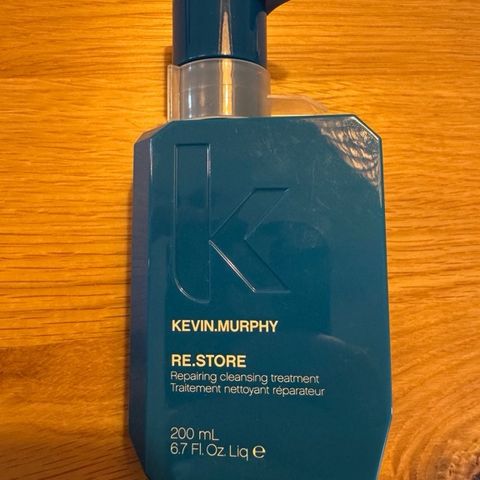 k
KEVIN.MURPHY
RE.STORE
Repairing cleansing treatment
Traitement nettoyant réparateur
200 mL
6.7 Fl. Oz. Liq ℮